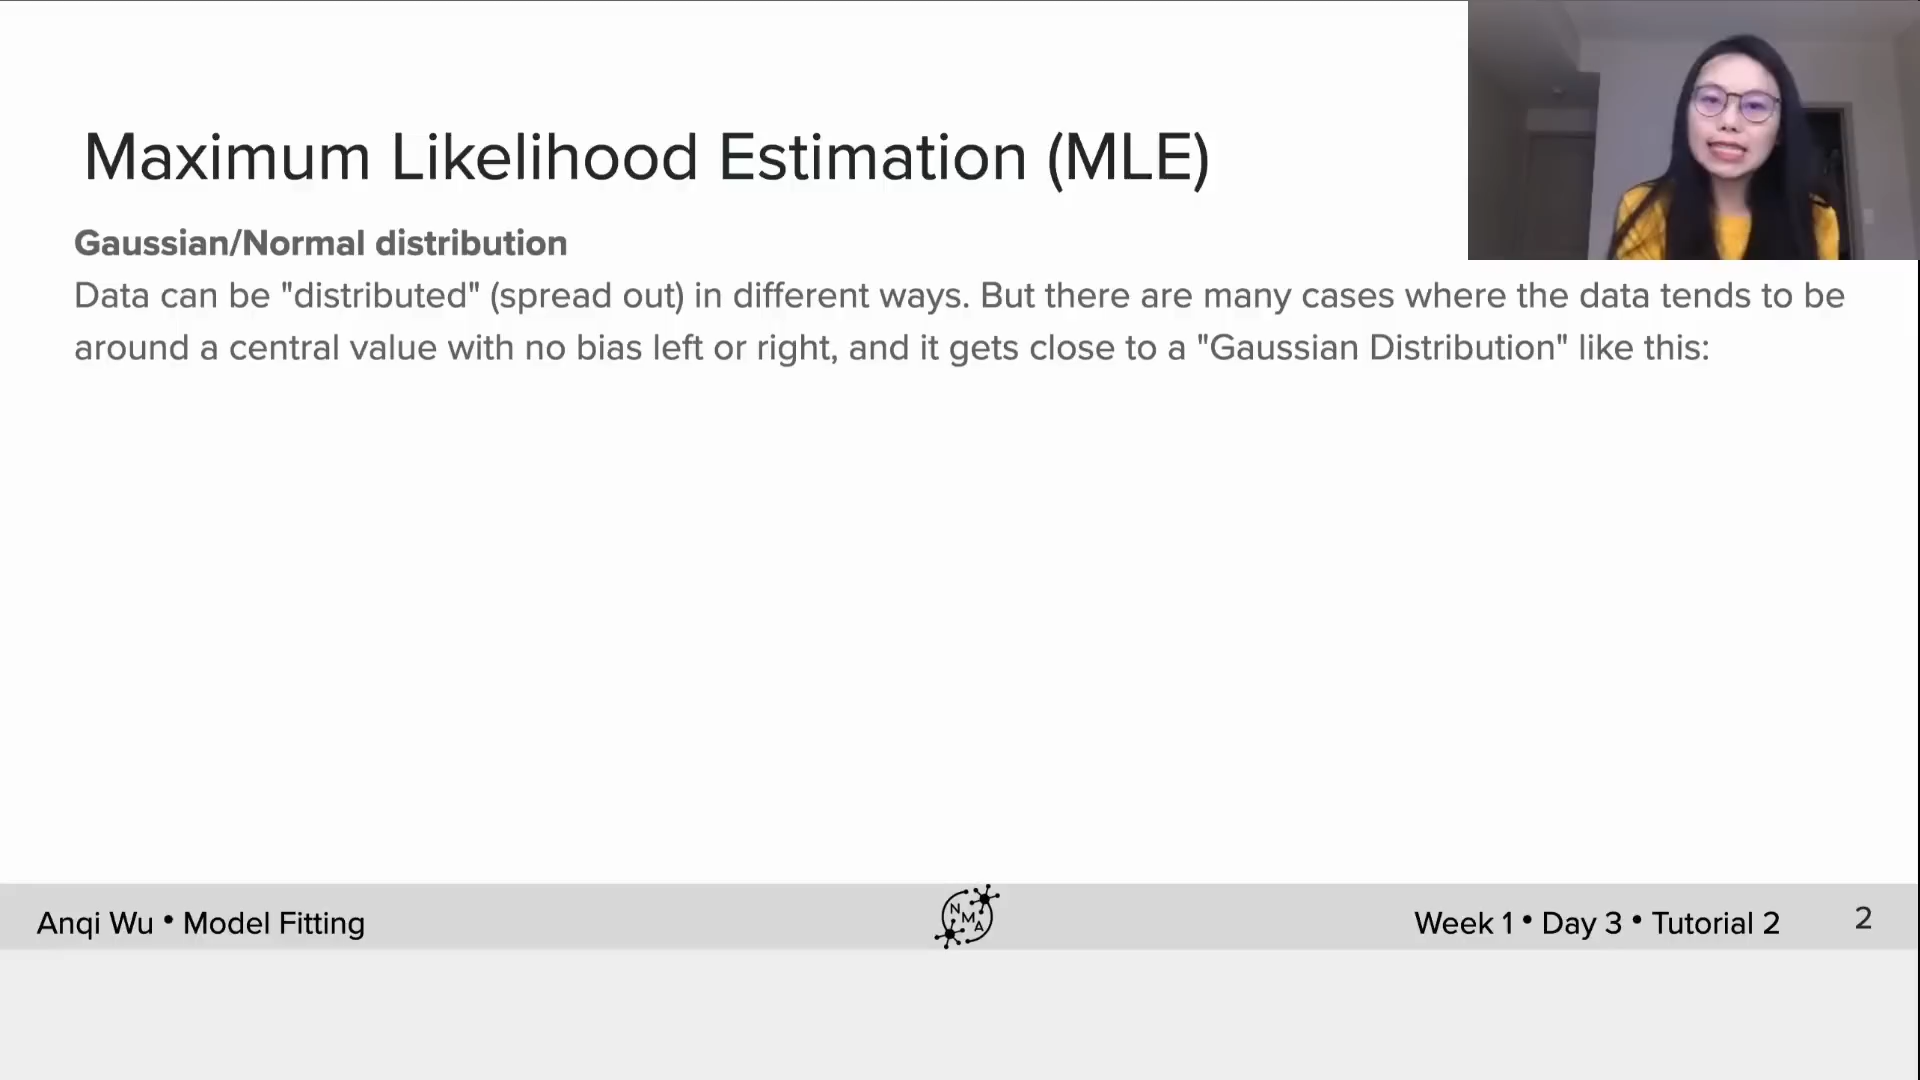 Maximum Likelihood Estimation (MLE)
Gaussian/Normal distribution
Data can be "distributed" (spread out) in different ways. But there are many cases where the data tends to be
around a central value with no bias left or right, and it gets close to a "Gaussian Distribution" like this:
Anqi Wu • Model Fitting
N
M
A
Week 1 • Day 3 • Tutorial 2
2